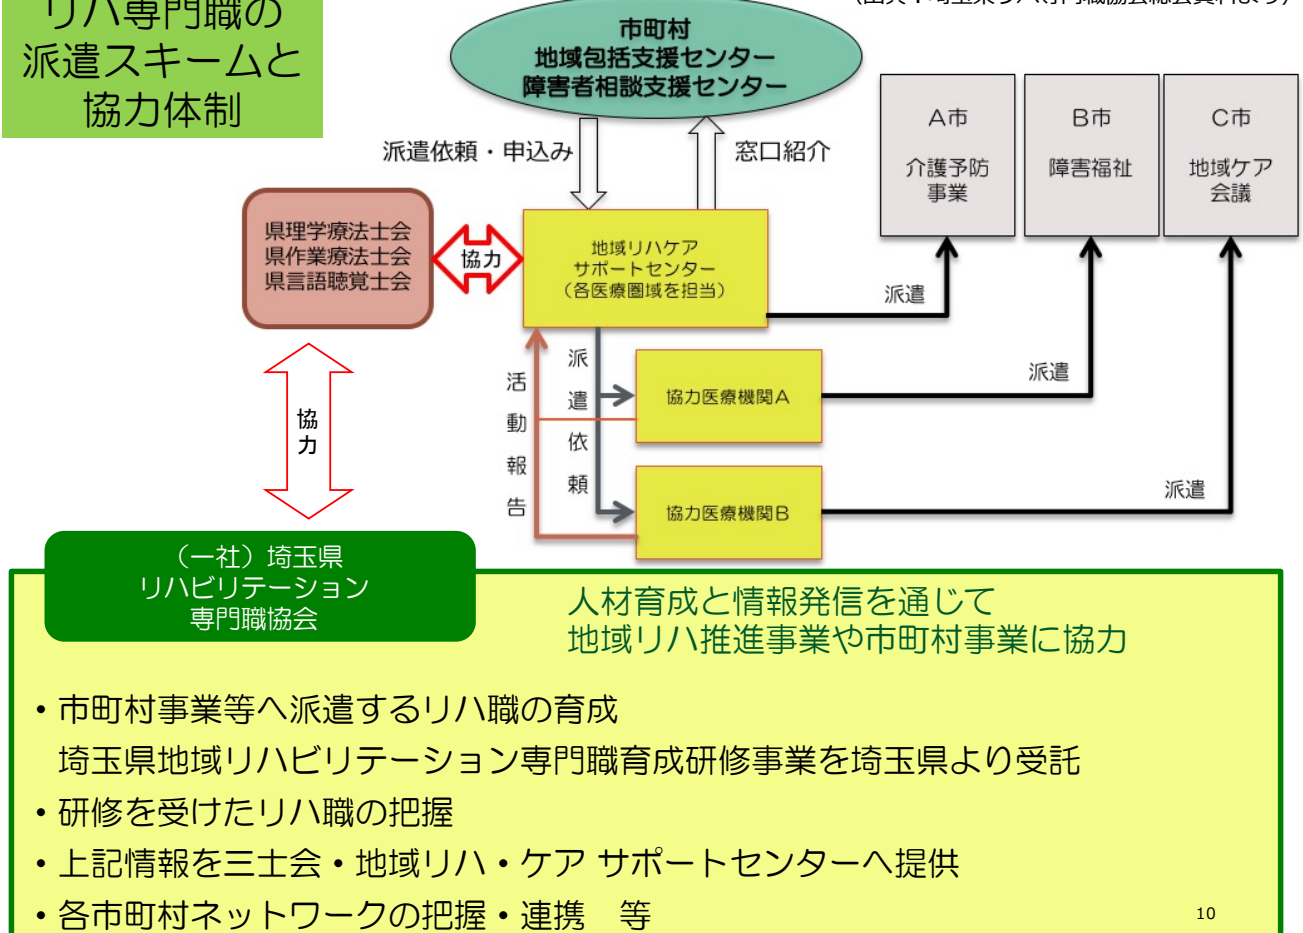 リハ専門職の
派遣スキームと
協力体制
市町村
地域包括支援センター
障害者相談支援センター
派遣依頼・申込み
窓口紹介
A市
介護予防
事業
B市
障害福祉
C市
地域ケア
会議
県理学療法士会
県作業療法士会
県言語聴覚士会
協力
地域リハケア
サポートセンター
（各医療圏域を担当）
派遣
派遣
派遣
派遣依頼
活動報告
協力医療機関A
協力医療機関B
協力
（一社）埼玉県
リハビリテーション
専門職協会
人材育成と情報発信を通じて
地域リハ推進事業や市町村事業に協力
・市町村事業等へ派遣するリハ職の育成
埼玉県地域リハビリテーション専門職育成研修事業を埼玉県より受託
・研修を受けたリハ職の把握
・上記情報を三士会・地域リハ・ケア サポートセンターへ提供
・各市町村ネットワークの把握・連携　等
10